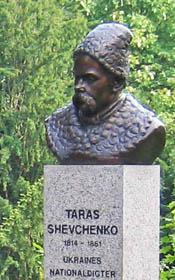 TARAS
SHEVCHENKO
1814 - 1861
UKRAINES
NATIONALDIGTER